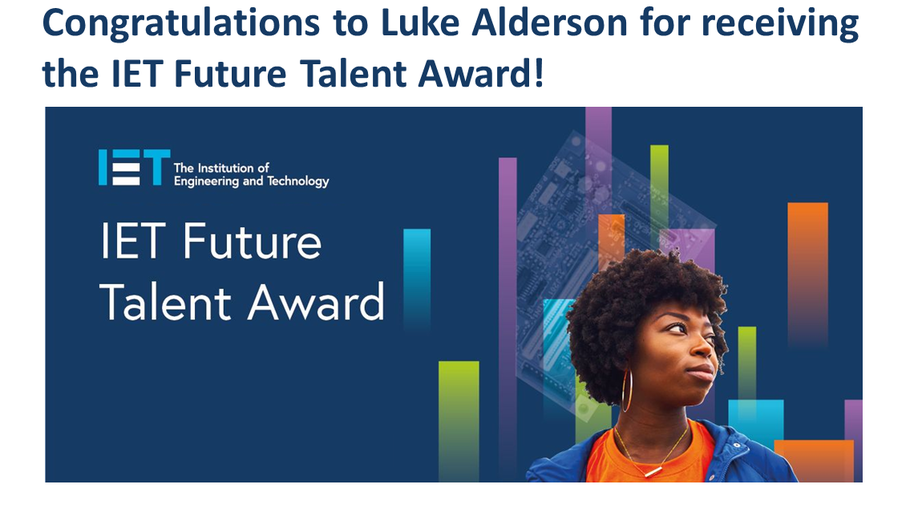 Congratulations to Luke Alderson for receiving
the IET Future Talent Award!
IET The Institution of
Engineering and Technology
IET Future
Talent Award